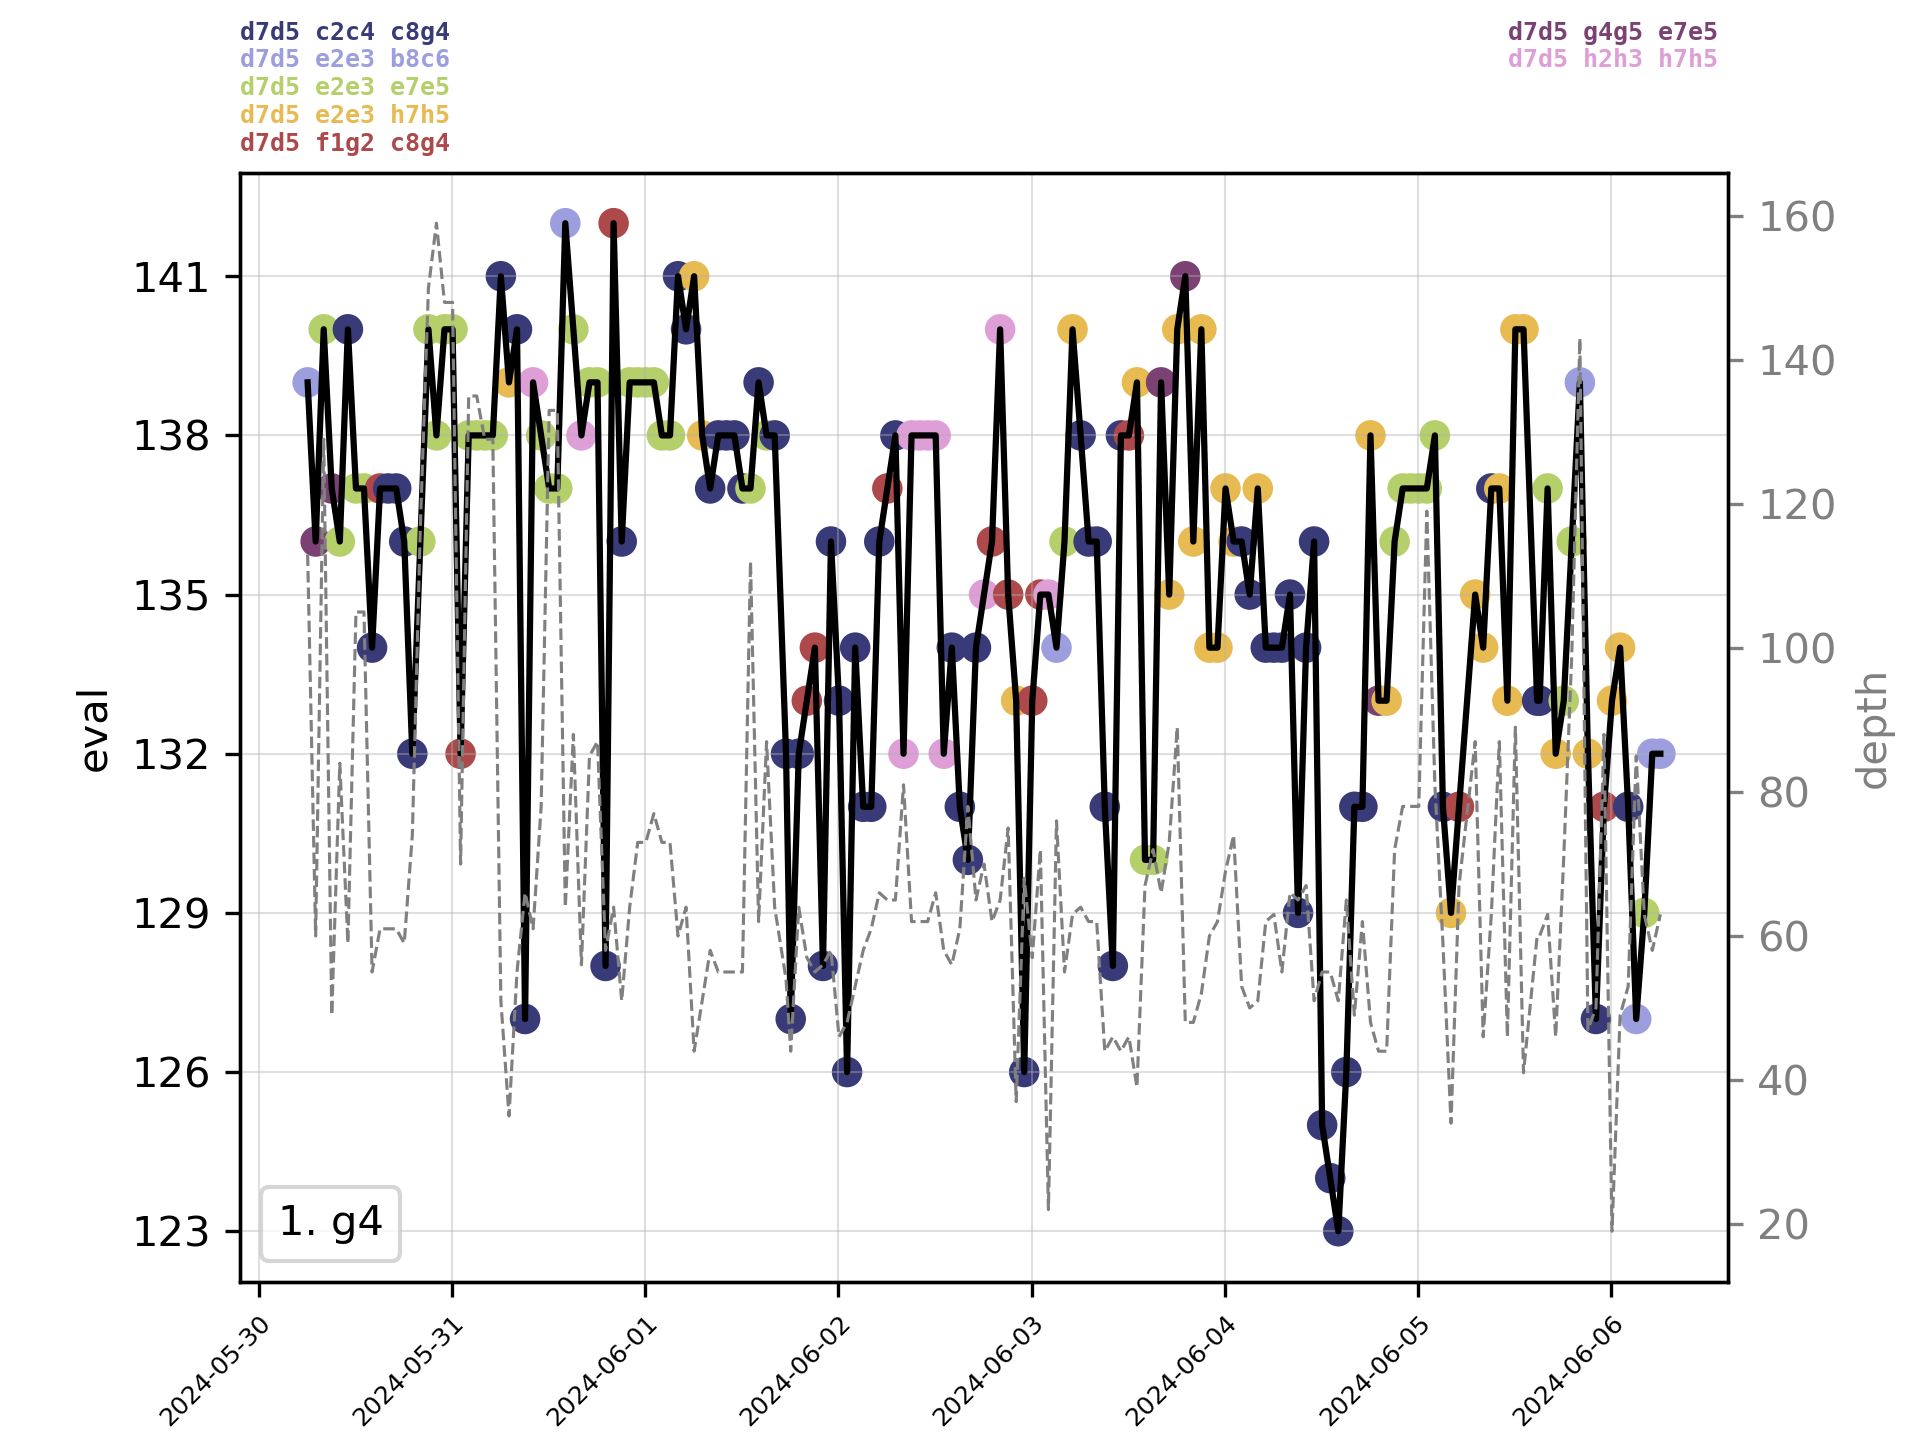 d7d5 c2c4 c8g4
d7d5 e2e3 b8c6
d7d5 e2e3 e7e5
d7d5 e2e3 h7h5
d7d5 f1g2 c8g4
d7d5 g4g5 e7e5
d7d5 h2h3 h7h5
141
138
135
132
129
126
123
eval
160
140
120
100
80
60
40
20
depth
1. g4
2024-05-30
2024-05-31
2024-06-01
2024-06-02
2024-06-03
2024-06-04
2024-06-05
2024-06-06